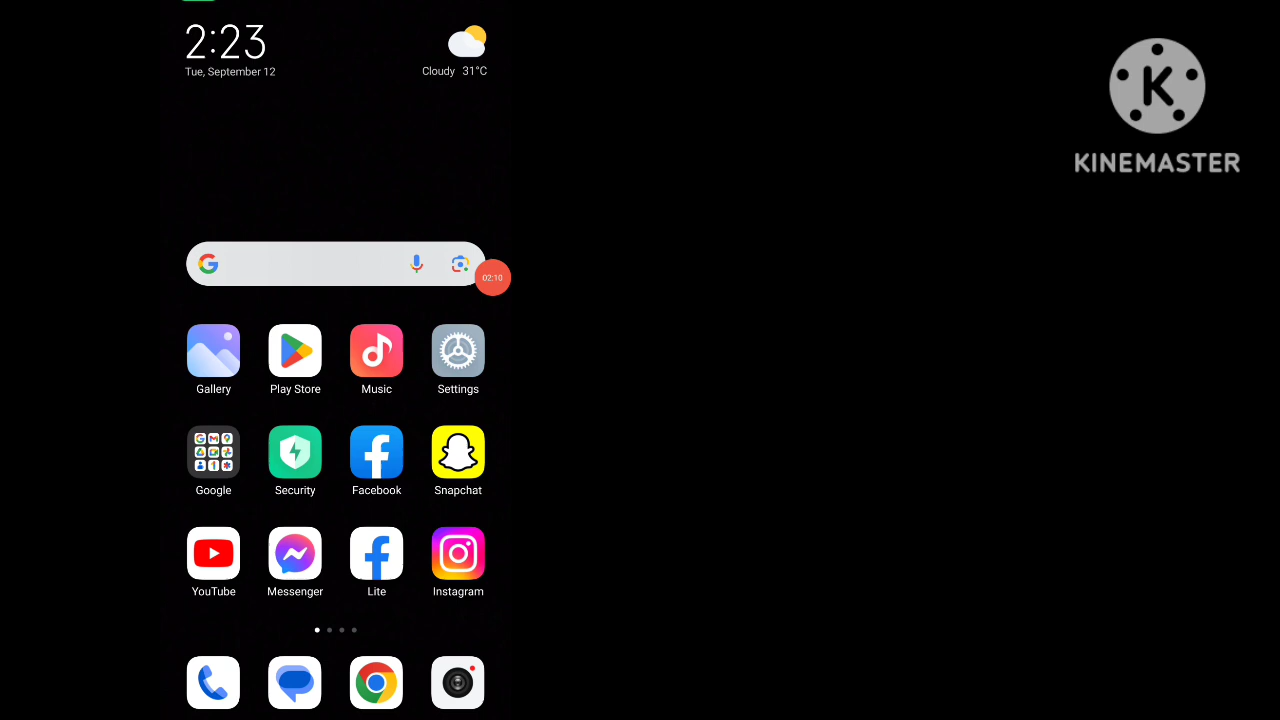 2:23
Tue, September 12
Cloudy 31°C
K
KINEMASTER
02:10
Gallery
Play Store
Music
Settings
Google
Security
Facebook
Snapchat
YouTube
Messenger
Lite
Instagram